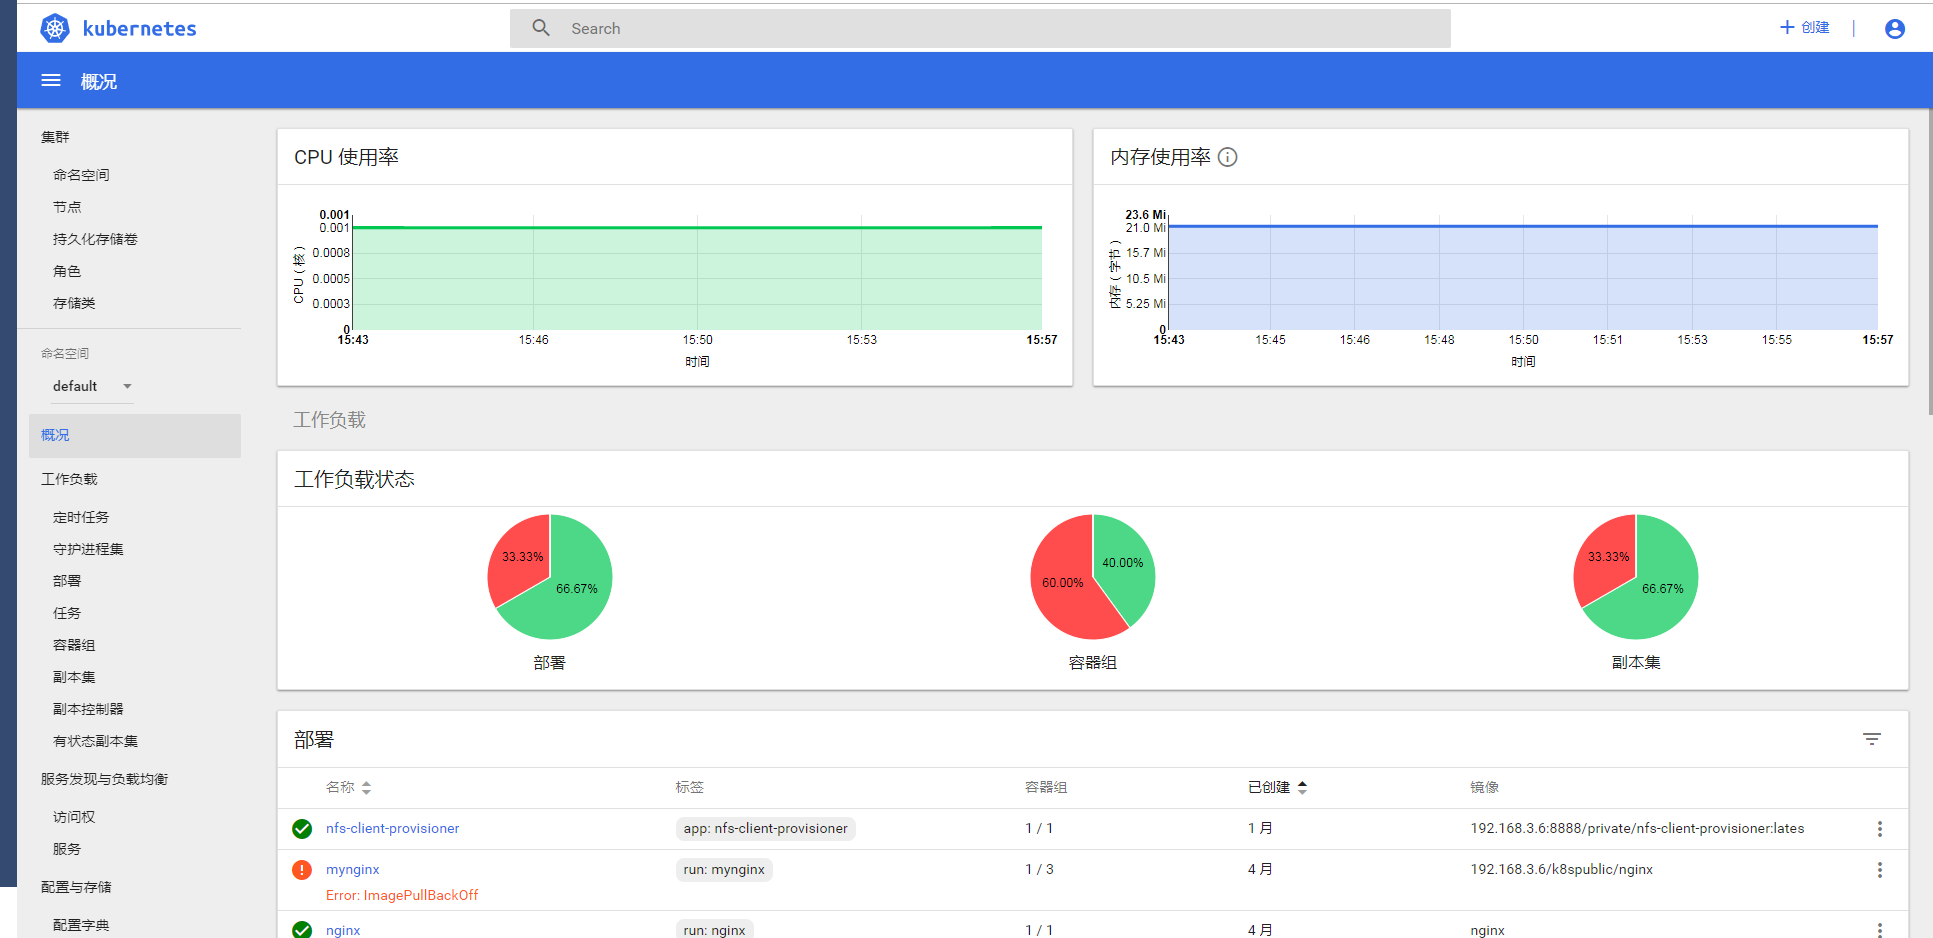 kubernetes
Search
创建
概况
集群
命名空间
节点
持久化存储卷
角色
存储类
命名空间
default
概况
工作负载
定时任务
守护进程集
部署
任务
容器组
副本集
副本控制器
有状态副本集
服务发现与负载均衡
访问权
服务
配置与存储
配置字典
CPU 使用率
CPU ( 核 )
0.001
0.001
0.0008
0.0005
0.0003
0
15:43 15:46 15:50 15:53 15:57
时间
内存使用率
内存 ( 字节 )
23.6 Mi
21.0 Mi
15.7 Mi
10.5 Mi
5.25 Mi
0
15:43 15:45 15:46 15:48 15:50 15:51 15:53 15:55 15:57
时间
工作负载
工作负载状态
33.33% 66.67%
部署
60.00% 40.00%
容器组
33.33% 66.67%
副本集
部署
名称 标签 容器组 已创建 镜像
nfs-client-provisioner app: nfs-client-provisioner 1 / 1 1 月 192.168.3.6:8888/private/nfs-client-provisioner:lates
mynginx run: mynginx 1 / 3 4 月 192.168.3.6/k8spublic/nginx
Error: ImagePullBackOff
nginx run: nginx 1 / 1 4 月 nginx